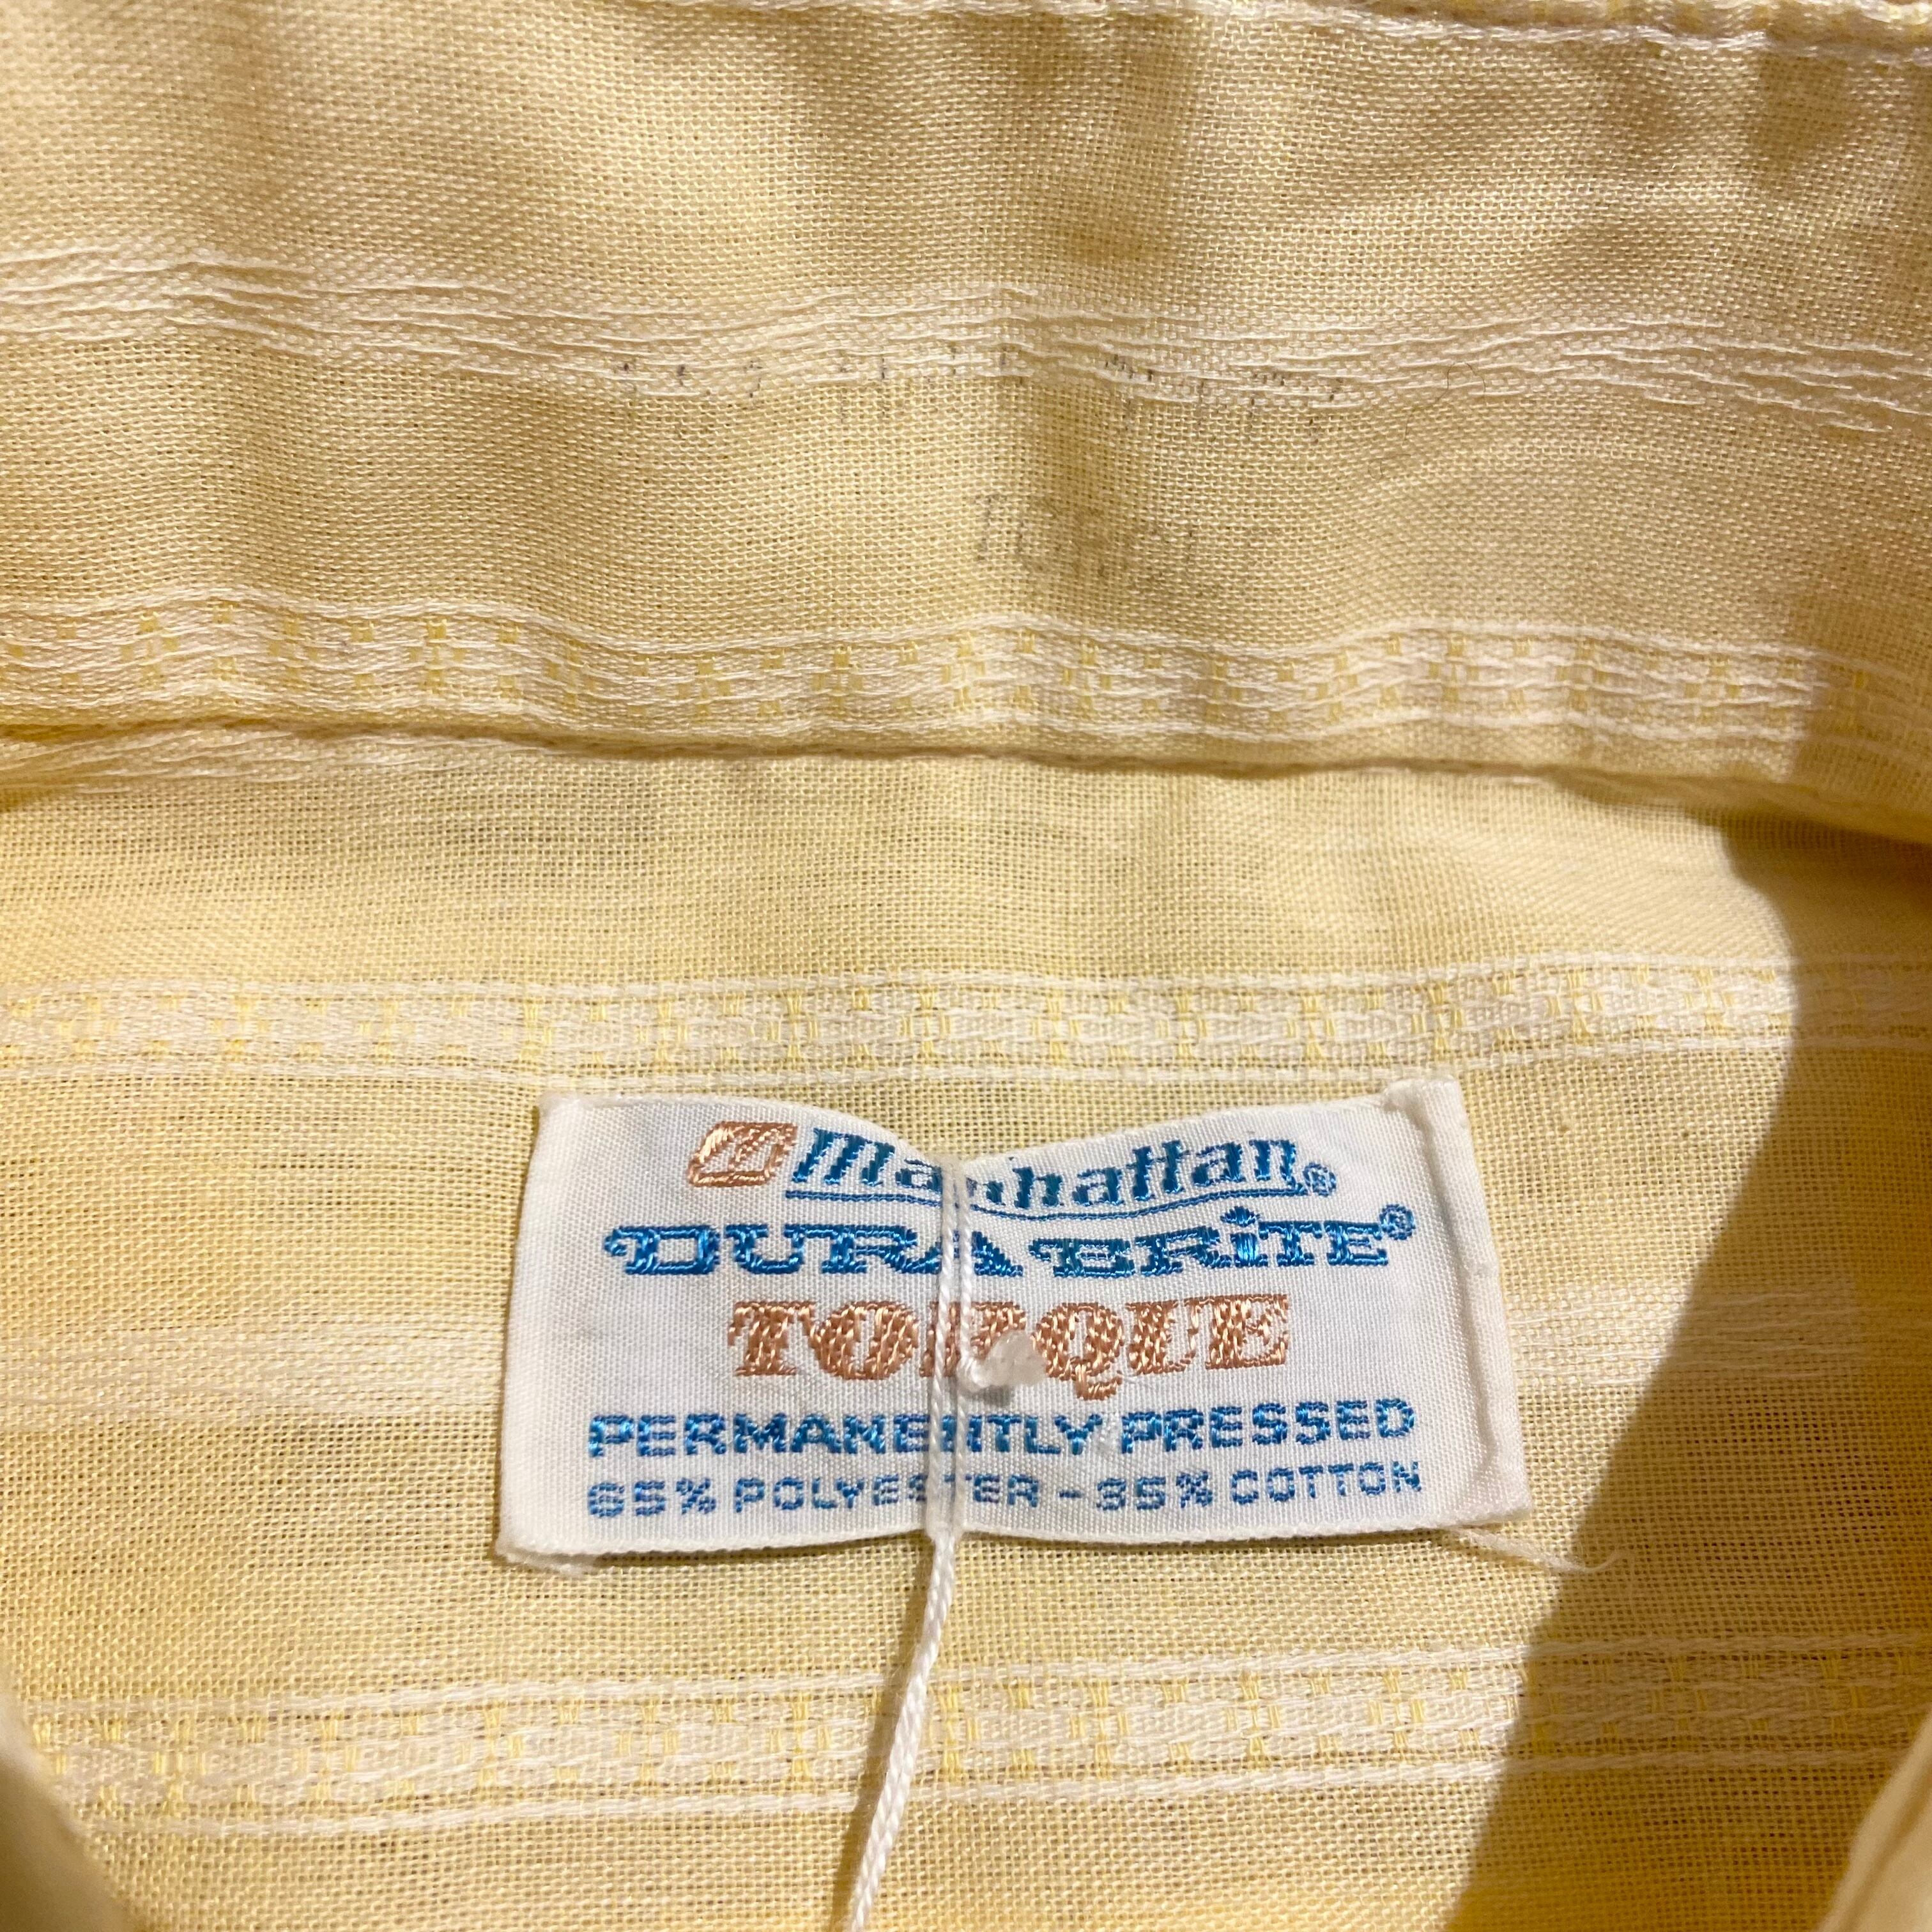 Manhattan®
DURA BRiTE®
TORQUE
PERMANENTLY PRESSED
65% POLYESTER - 35% COTTON